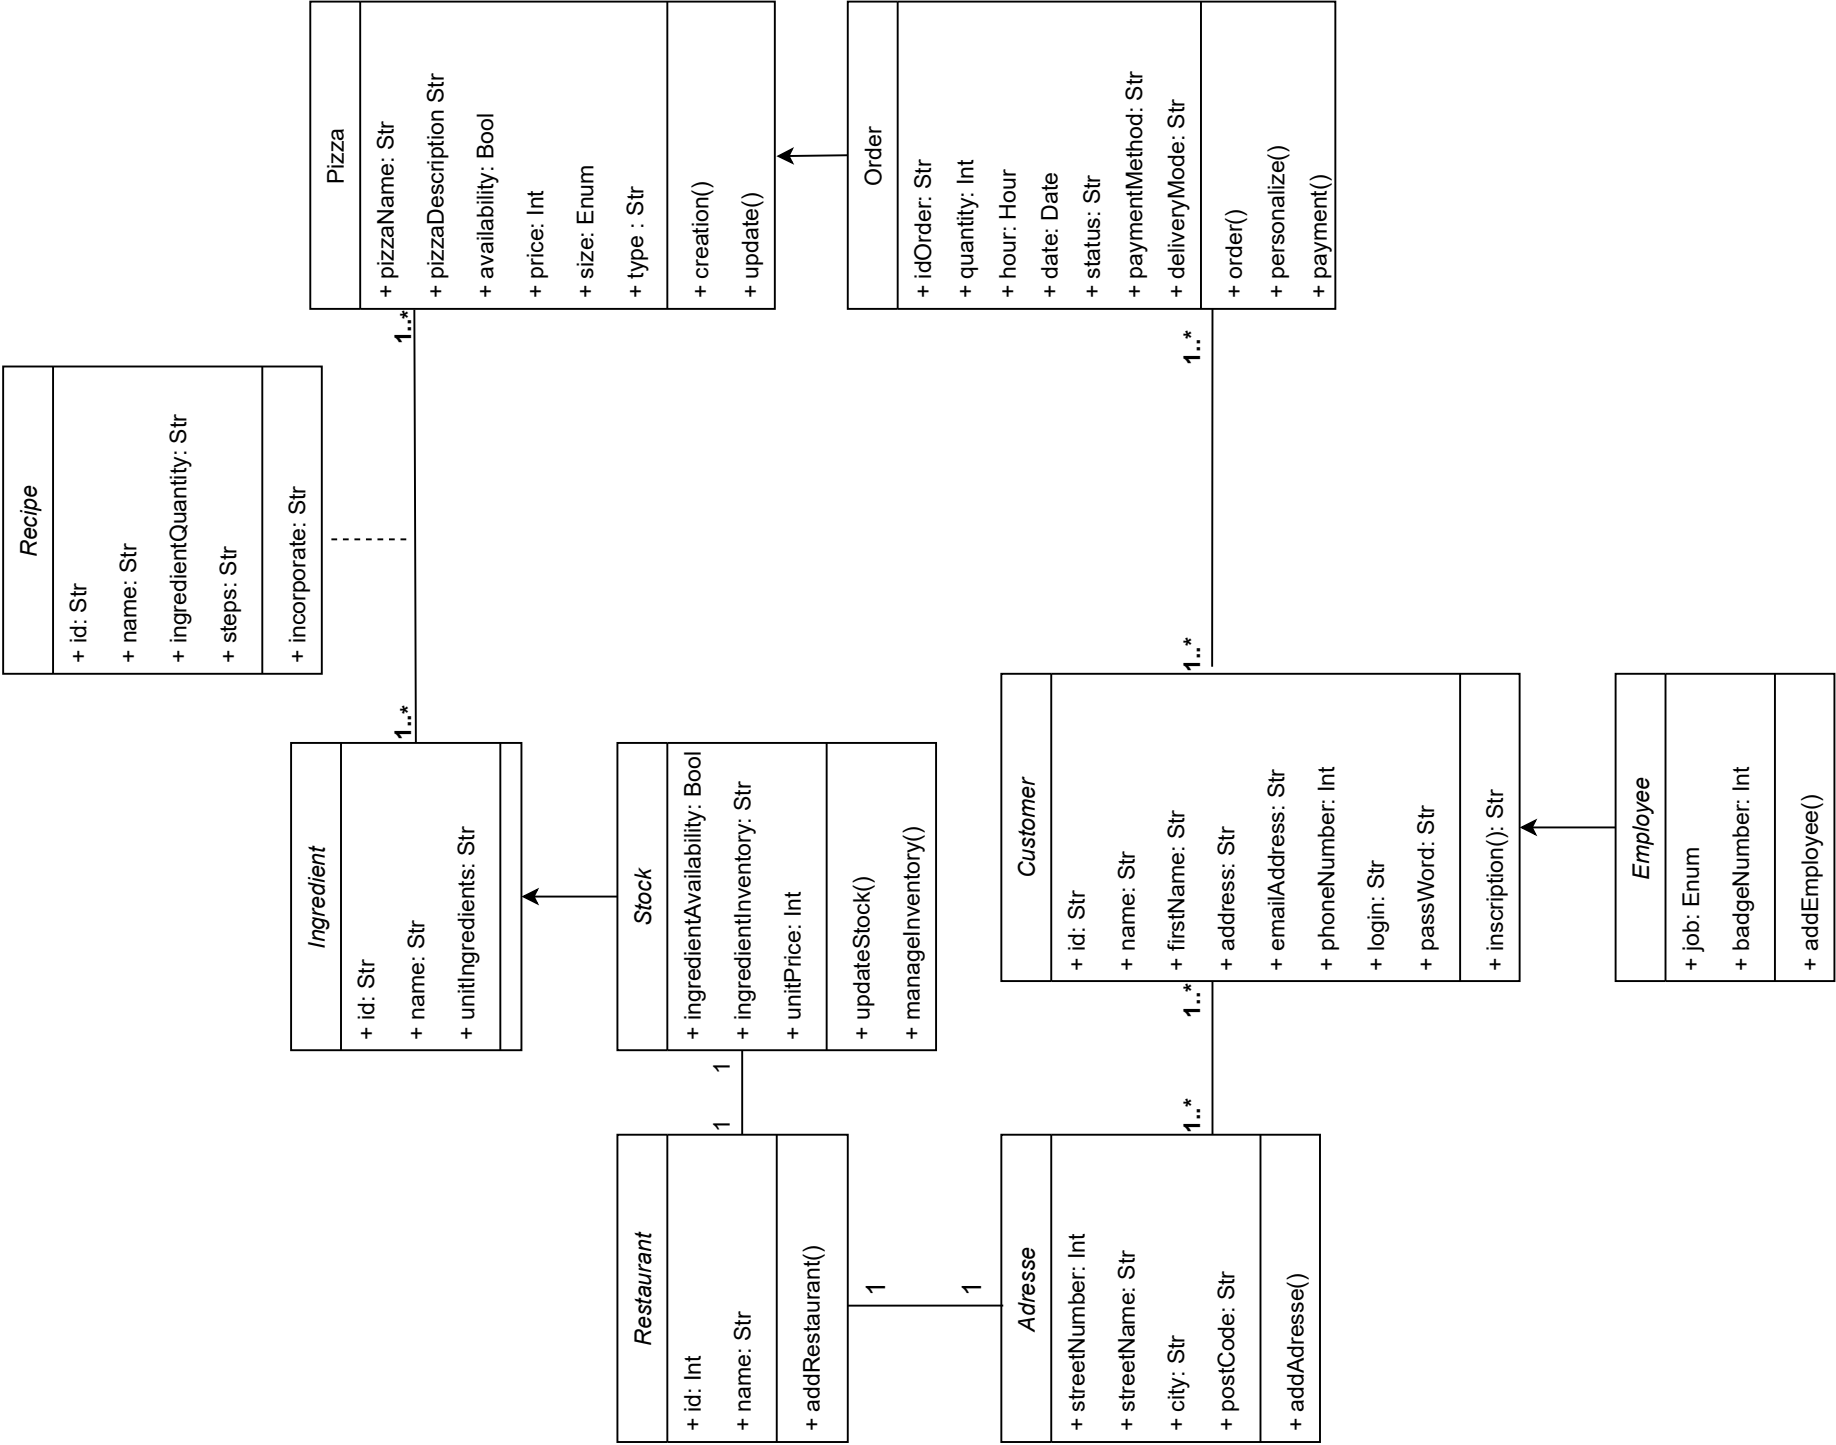 Recipe
+ id: Str
+ name: Str
+ ingredientQuantity: Str
+ steps: Str
+ incorporate: Str
Pizza
+ pizzaName: Str
+ pizzaDescription Str
+ availability: Bool
+ price: Int
+ size: Enum
+ type : Str
+ creation()
+ update()
Order
+ idOrder: Str
+ quantity: Int
+ hour: Hour
+ date: Date
+ status: Str
+ paymentMethod: Str
+ deliveryMode: Str
+ order()
+ personalize()
+ payment()
1..*
1..*
1..*
1..*
Ingredient
+ id: Str
+ name: Str
+ unitIngredients: Str
Stock
+ ingredientAvailability: Bool
+ ingredientInventory: Str
+ unitPrice: Int
+ updateStock()
+ manageInventory()
Customer
+ id: Str
+ name: Str
+ firstName: Str
+ address: Str
+ emailAddress: Str
+ phoneNumber: Int
+ login: Str
+ passWord: Str
+ inscription(): Str
Employee
+ job: Enum
+ badgeNumber: Int
+ addEmployee()
1
1
1..*
1..*
Restaurant
+ id: Int
+ name: Str
+ addRestaurant()
1
1
Adresse
+ streetNumber: Int
+ streetName: Str
+ city: Str
+ postCode: Str
+ addAdresse()